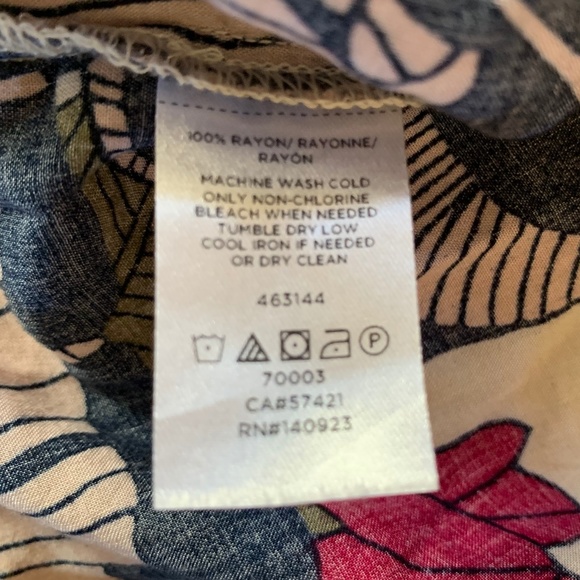 100% RAYON/ RAYONNE/
RAYÓN
MACHINE WASH COLD
ONLY NON-CHLORINE
BLEACH WHEN NEEDED
TUMBLE DRY LOW
COOL IRON IF NEEDED
OR DRY CLEAN
463144
P
70003
CA#57421
RN#140923